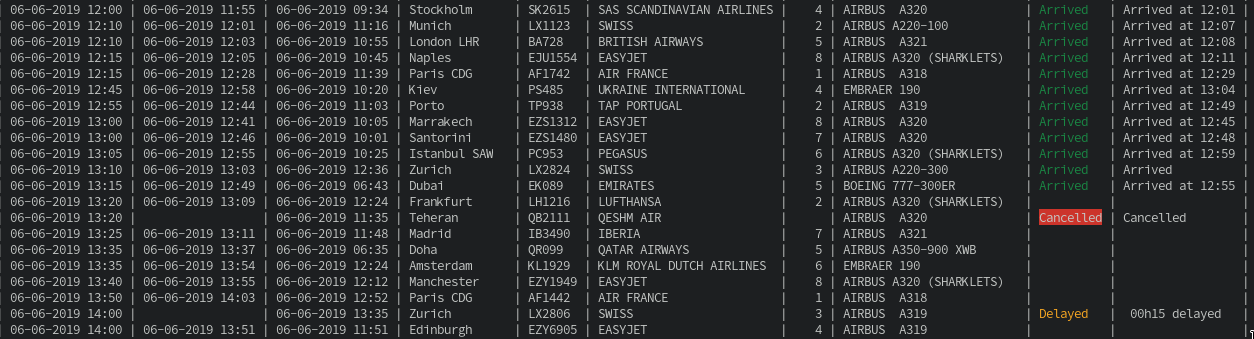 | 06-06-2019 12:00 | 06-06-2019 11:55 | 06-06-2019 09:34 | Stockholm | SK2615 | SAS SCANDINAVIAN AIRLINES | 4 | AIRBUS  A320 | Arrived | Arrived at 12:01 |
| 06-06-2019 12:10 | 06-06-2019 12:01 | 06-06-2019 11:16 | Munich | LX1123 | SWISS | 2 | AIRBUS A220-100 | Arrived | Arrived at 12:07 |
| 06-06-2019 12:10 | 06-06-2019 12:03 | 06-06-2019 10:55 | London LHR | BA728 | BRITISH AIRWAYS | 5 | AIRBUS  A321 | Arrived | Arrived at 12:08 |
| 06-06-2019 12:15 | 06-06-2019 12:05 | 06-06-2019 10:45 | Naples | EJU1554 | EASYJET | 8 | AIRBUS A320 (SHARKLETS) | Arrived | Arrived at 12:11 |
| 06-06-2019 12:15 | 06-06-2019 12:28 | 06-06-2019 11:39 | Paris CDG | AF1742 | AIR FRANCE | 1 | AIRBUS  A318 | Arrived | Arrived at 12:29 |
| 06-06-2019 12:45 | 06-06-2019 12:58 | 06-06-2019 10:20 | Kiev | PS485 | UKRAINE INTERNATIONAL | 4 | EMBRAER 190 | Arrived | Arrived at 13:04 |
| 06-06-2019 12:55 | 06-06-2019 12:44 | 06-06-2019 11:03 | Porto | TP938 | TAP PORTUGAL | 2 | AIRBUS  A319 | Arrived | Arrived at 12:49 |
| 06-06-2019 13:00 | 06-06-2019 12:41 | 06-06-2019 10:05 | Marrakech | EZS1312 | EASYJET | 8 | AIRBUS  A320 | Arrived | Arrived at 12:45 |
| 06-06-2019 13:00 | 06-06-2019 12:46 | 06-06-2019 10:01 | Santorini | EZS1480 | EASYJET | 7 | AIRBUS  A320 | Arrived | Arrived at 12:48 |
| 06-06-2019 13:05 | 06-06-2019 12:55 | 06-06-2019 10:25 | Istanbul SAW | PC953 | PEGASUS | 6 | AIRBUS A320 (SHARKLETS) | Arrived | Arrived at 12:59 |
| 06-06-2019 13:10 | 06-06-2019 13:03 | 06-06-2019 12:36 | Zurich | LX2824 | SWISS | 3 | AIRBUS A220-300 | Arrived | Arrived |
| 06-06-2019 13:15 | 06-06-2019 12:49 | 06-06-2019 06:43 | Dubai | EK089 | EMIRATES | 5 | BOEING 777-300ER | Arrived | Arrived at 12:55 |
| 06-06-2019 13:20 | 06-06-2019 13:09 | 06-06-2019 12:24 | Frankfurt | LH1216 | LUFTHANSA | 2 | AIRBUS A320 (SHARKLETS) | | |
| 06-06-2019 13:20 | | 06-06-2019 11:35 | Teheran | QB2111 | QESHM AIR | | AIRBUS  A320 | Cancelled | Cancelled |
| 06-06-2019 13:25 | 06-06-2019 13:11 | 06-06-2019 11:48 | Madrid | IB3490 | IBERIA | 7 | AIRBUS  A321 | | |
| 06-06-2019 13:35 | 06-06-2019 13:37 | 06-06-2019 06:35 | Doha | QR099 | QATAR AIRWAYS | 5 | AIRBUS A350-900 XWB | | |
| 06-06-2019 13:35 | 06-06-2019 13:54 | 06-06-2019 12:24 | Amsterdam | KL1929 | KLM ROYAL DUTCH AIRLINES | 6 | EMBRAER 190 | | |
| 06-06-2019 13:40 | 06-06-2019 13:55 | 06-06-2019 12:12 | Manchester | EZY1949 | EASYJET | 8 | AIRBUS A320 (SHARKLETS) | | |
| 06-06-2019 13:50 | 06-06-2019 14:03 | 06-06-2019 12:52 | Paris CDG | AF1442 | AIR FRANCE | 1 | AIRBUS  A318 | | |
| 06-06-2019 14:00 | | 06-06-2019 13:35 | Zurich | LX2806 | SWISS | 3 | AIRBUS  A319 | Delayed | 00h15 delayed |
| 06-06-2019 14:00 | 06-06-2019 13:51 | 06-06-2019 11:51 | Edinburgh | EZY6905 | EASYJET | 4 | AIRBUS  A319 | | |